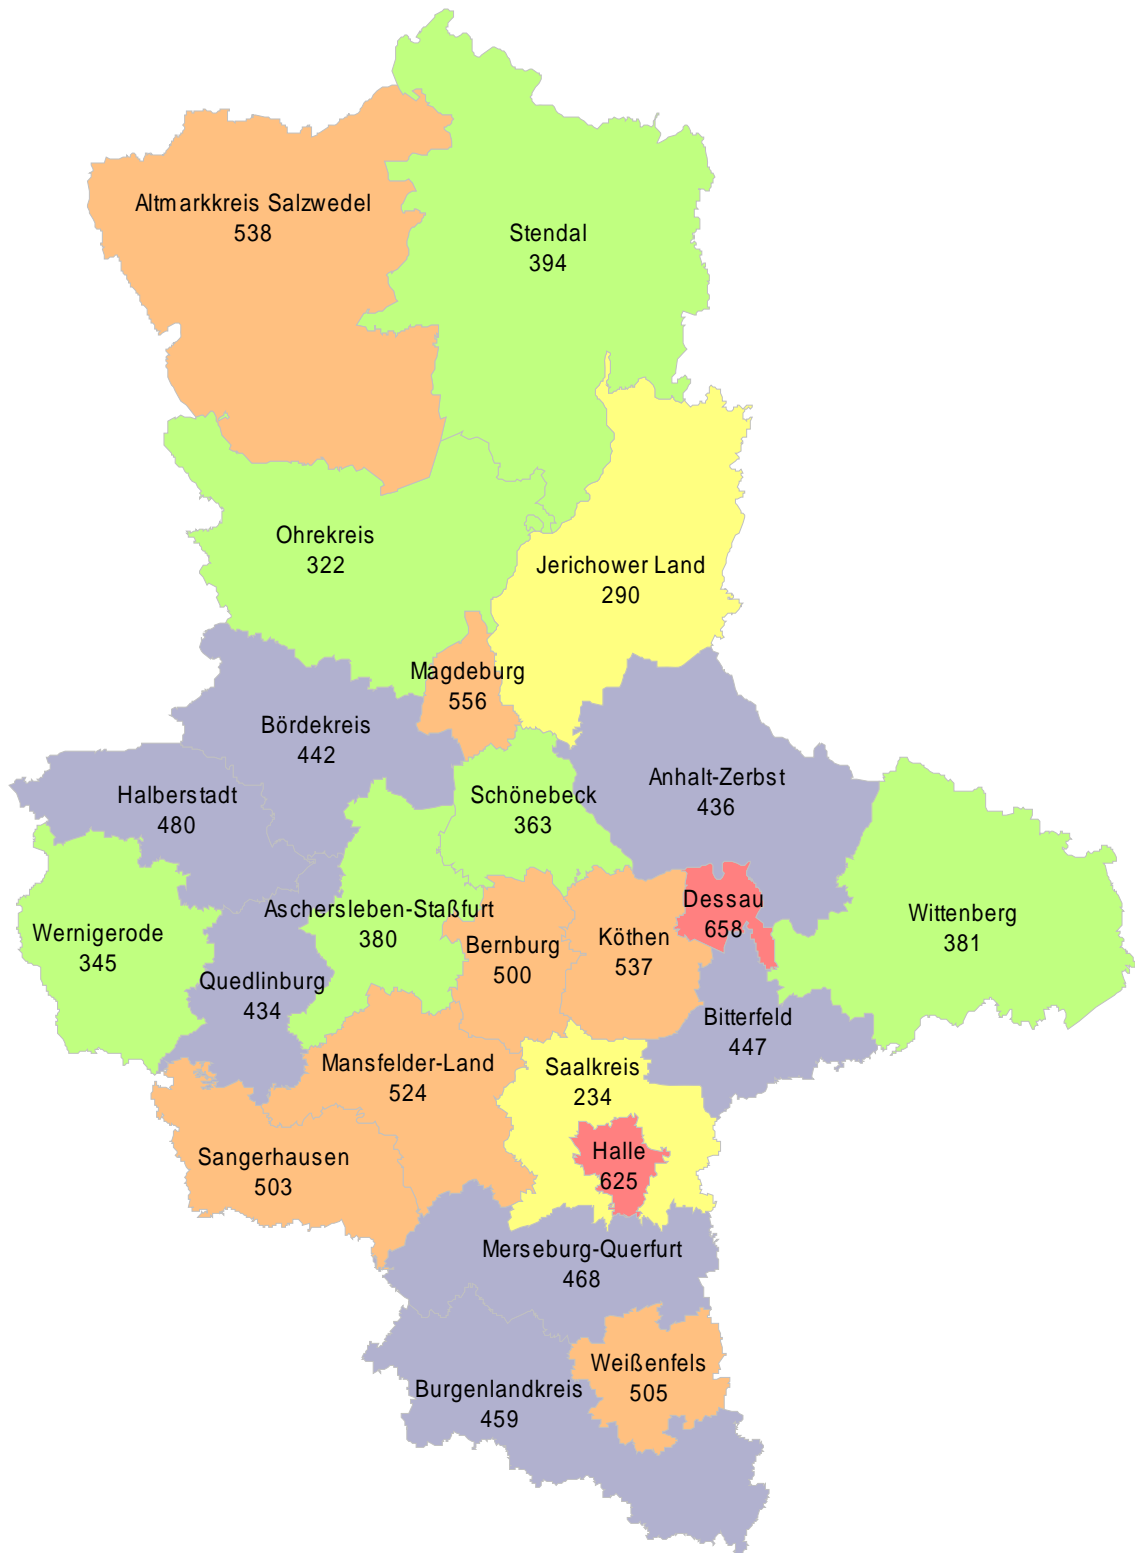 Altmarkkreis Salzwedel
538
Stendal
394
Ohrekreis
322
Jerichower Land
290
Magdeburg
556
Bördekreis
442
Halberstadt
480
Schönebeck
363
Anhalt-Zerbst
436
Wernigerode
345
Aschersleben-Staßfurt
380
Quedlinburg
434
Bernburg
500
Köthen
537
Dessau
658
Wittenberg
381
Bitterfeld
447
Mansfelder-Land
524
Saalkreis
234
Sangerhausen
503
Halle
625
Merseburg-Querfurt
468
Weißenfels
505
Burgenlandkreis
459